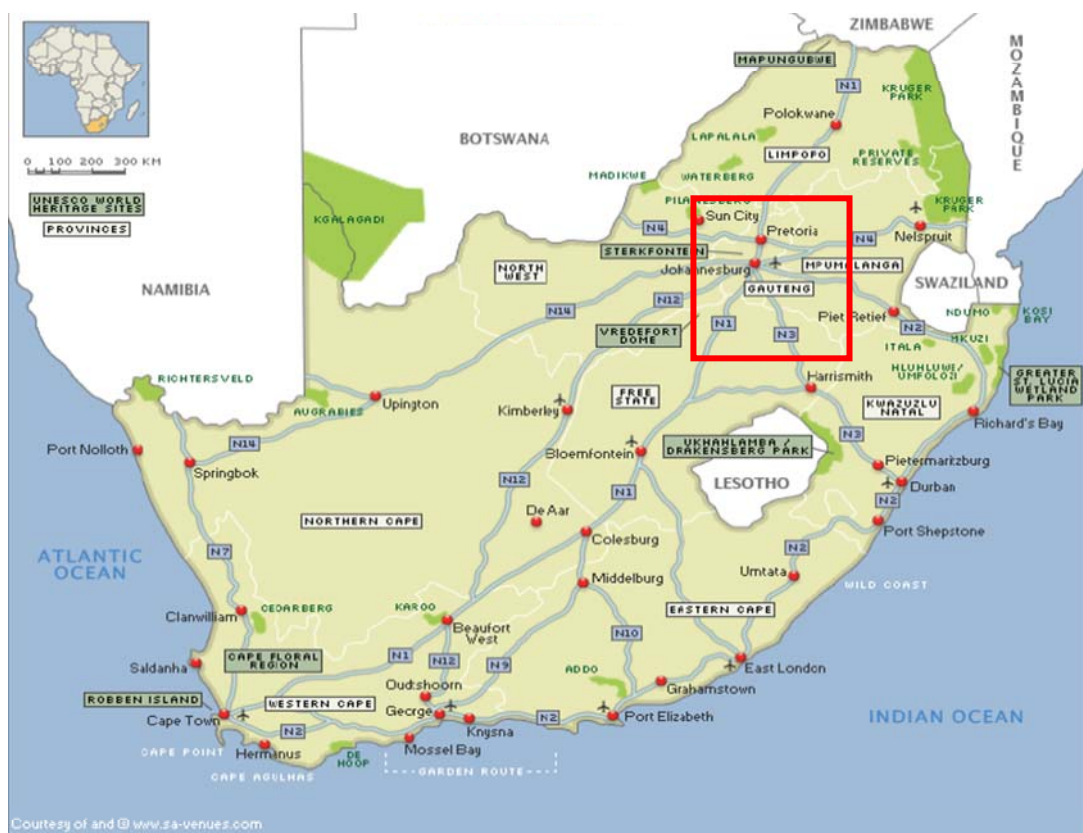 ZIMBABWE
MAPUNGUBWE
N1
KRUGER
PARK
MOZAMBIQUE
Polokwane
BOTSWANA
LAPALALA
LIMPOPO
PRIVATE
RESERVES
0 100 200 300 KM
MADIKWE
WATERBERG
UNESCO WORLD
HERITAGE SITES
PROVINCES
KGALAGADI
PILANESBERG
Sun City
KRUGER
PARK
N4
Pretoria
N4
Nelspruit
STERKFONTEIN
Johannesburg
MPUMALANGA
NORTH
WEST
SWAZILAND
NAMIBIA
GAUTENG
N12
N14
Piet Retief
NDUMO
KOSI
BAY
VREDEFORT
DOME
N1
N3
N2
MKUZI
ITALA
HLUHLUWE/
UMFOLOZI
GREATER
ST. LUCIA
WETLAND
PARK
RICHTERSVELD
Harrismith
AUGRABIES
Upington
Kimberley
FREE
STATE
KWAZUZLU
NATAL
Richard's Bay
N14
Port Nolloth
Springbok
Bloemfontein
UKHAHLAMBA /
DRAKENSBERG PARK
N3
Pietermaritzburg
LESOTHO
Durban
N12
N1
N2
De Aar
NORTHERN CAPE
Colesburg
Port Shepstone
ATLANTIC
OCEAN
N7
N2
Middelburg
Umtata
WILD COAST
Clanwilliam
CEDARBERG
KAROO
EASTERN CAPE
Beaufort
West
N10
CAPE FLORAL
REGION
N1
N12
N9
Saldanha
ADDO
East London
Oudtshoorn
Grahamstown
ROBBEN ISLAND
WESTERN CAPE
George
Cape Town
N2
Knysna
N2
Port Elizabeth
INDIAN OCEAN
Hermanus
Mossel Bay
CAPE POINT
DE
HOOP
CAPE AGULHAS
GARDEN ROUTE
Courtesy of and © www.sa-venues.com